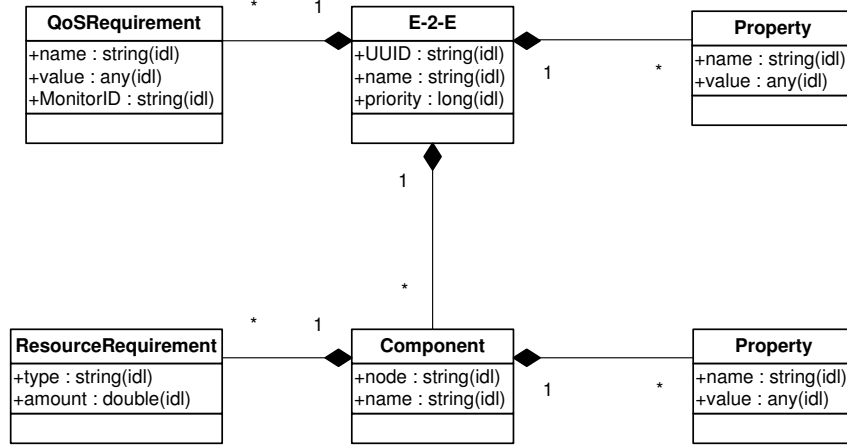 * 1
QoSRequirement
+name : string(idl)
+value : any(idl)
+MonitorID : string(idl)
E-2-E
+UUID : string(idl)
+name : string(idl)
+priority : long(idl)
Property
+name : string(idl)
+value : any(idl)
1 *
1
*
* 1
ResourceRequirement
+type : string(idl)
+amount : double(idl)
Component
+node : string(idl)
+name : string(idl)
Property
+name : string(idl)
+value : any(idl)
1 *